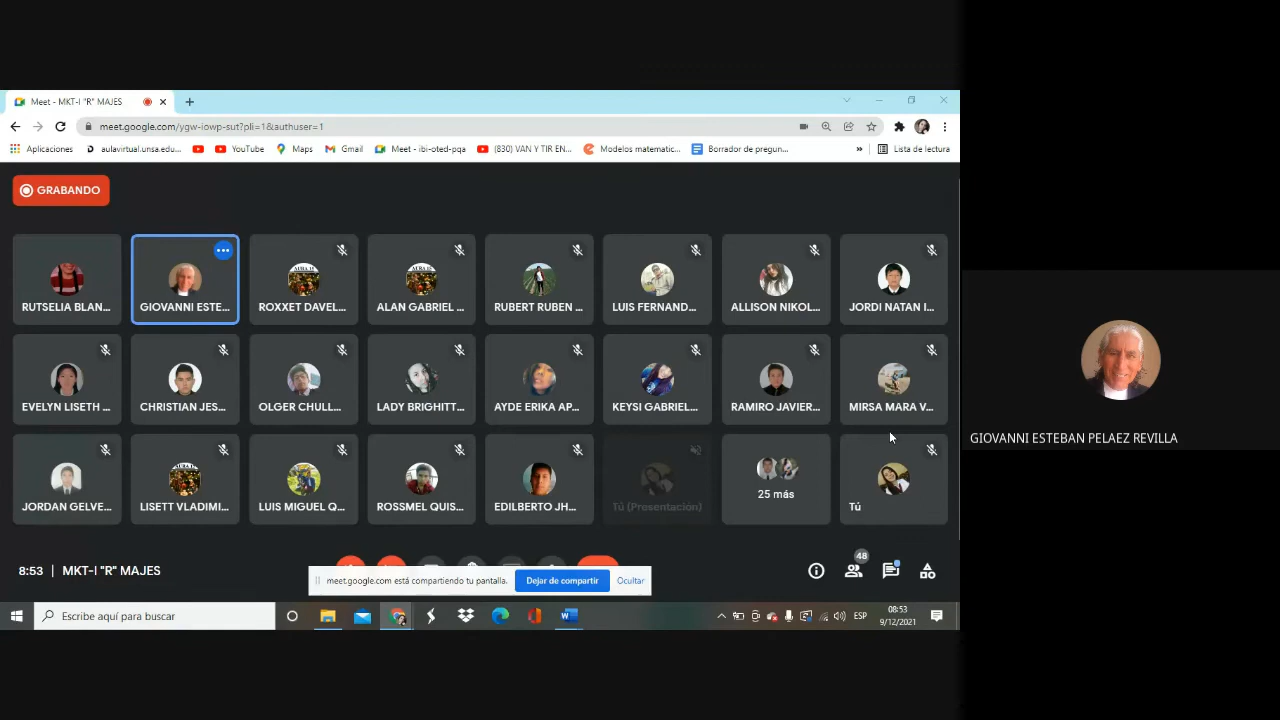 Meet - MKT-I "R" MAJES
meet.google.com/ygw-iowp-sut?pli=1&authuser=1
Aplicaciones aulavirtual.unsa.edu... YouTube Maps Gmail Meet - ibi-oted-pqa (830) VAN Y TIR EN... Modelos matematic... Borrador de pregun... » Lista de lectura
GRABANDO
RUTSELIA BLAN... GIOVANNI ESTE... ROXXET DAVEL... ALAN GABRIEL ... RUBERT RUBEN ... LUIS FERNAND... ALLISON NIKOL... JORDI NATAN I...
EVELYN LISETH ... CHRISTIAN JES... OLGER CHULL... LADY BRIGHITT... AYDE ERIKA AP... KEYSI GABRIEL... RAMIRO JAVIER... MIRSA MARA V...
25 más
JORDAN GELVE... LISETT VLADIMI... LUIS MIGUEL Q... ROSSMEL QUIS... EDILBERTO JH... Tú (Presentación) Tú
GIOVANNI ESTEBAN PELAEZ REVILLA
48
8:53 | MKT-I "R" MAJES
meet.google.com está compartiendo tu pantalla. Dejar de compartir Ocultar
Escribe aquí para buscar
ESP
08:53
9/12/2021